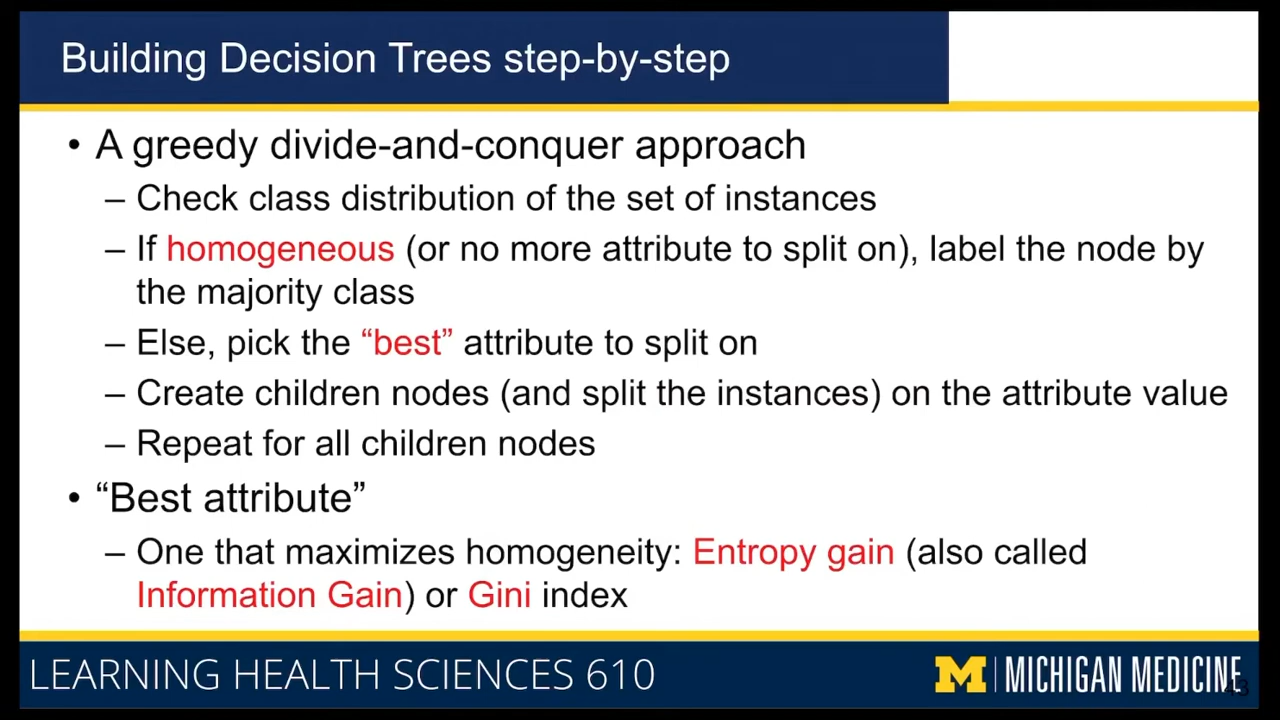 Building Decision Trees step-by-step
• A greedy divide-and-conquer approach
– Check class distribution of the set of instances
– If homogeneous (or no more attribute to split on), label the node by
the majority class
– Else, pick the “best” attribute to split on
– Create children nodes (and split the instances) on the attribute value
– Repeat for all children nodes
• “Best attribute”
– One that maximizes homogeneity: Entropy gain (also called
Information Gain) or Gini index
LEARNING HEALTH SCIENCES 610
M MICHIGAN MEDICINE
43